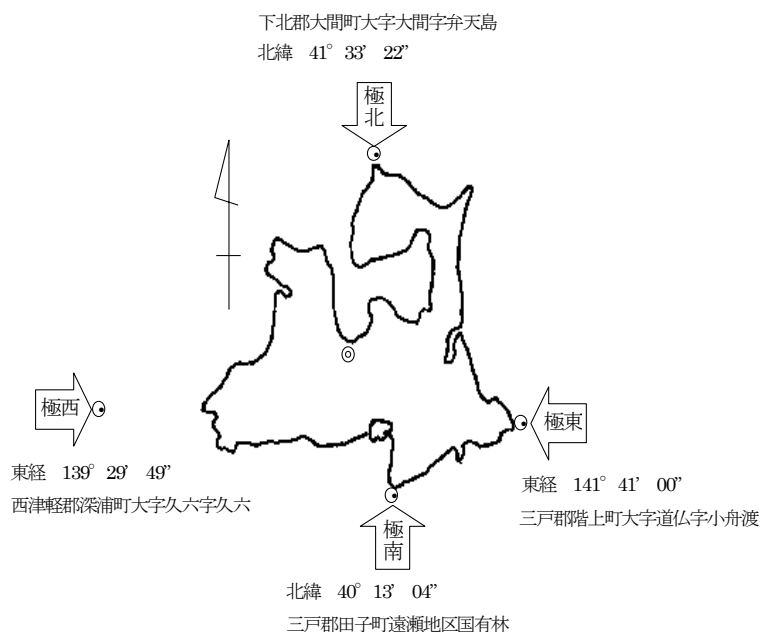 下北郡大間町大字大間字弁天島
北緯 41° 33’ 22”
極北
極西
東経 139° 29’ 49”
西津軽郡深浦町大字久六字久六
極東
東経 141° 41’ 00”
三戸郡階上町大字道仏字小舟渡
極南
北緯 40° 13’ 04”
三戸郡田子町遠瀬地区国有林